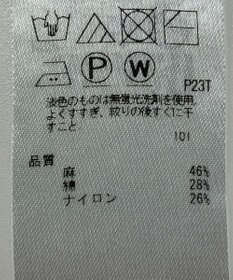 P W P23T
淡色のものは無蛍光洗剤を使用。
よくすすぎ、絞りの後すぐに干
すこと
101
品質
麻 46%
綿 28%
ナイロン 26%